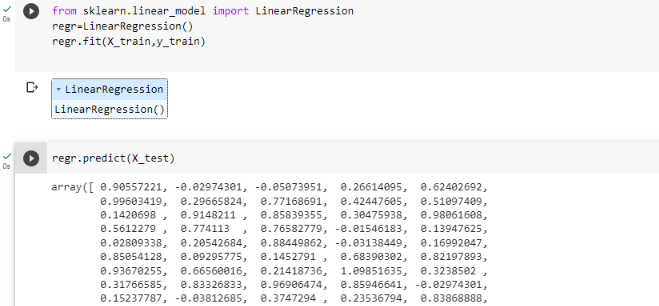 from sklearn.linear_model import LinearRegression
0s
regr=LinearRegression()
regr.fit(X_train,y_train)
LinearRegression
LinearRegression()
regr.predict(X_test)
0s
array([ 0.90557221, -0.02974301, -0.05073951,  0.26614095,  0.62402692,
0.99603419,  0.29665824,  0.77168691,  0.42447605,  0.51097409,
0.1420698 ,  0.9148211 ,  0.85839355,  0.30475938,  0.98061608,
0.5612279 ,  0.774113  ,  0.76582779, -0.01546183,  0.13947625,
0.02809338,  0.20542684,  0.88449862, -0.03138449,  0.16992047,
0.85054128,  0.09295775,  0.1452791 ,  0.68390302,  0.82197893,
0.93670255,  0.66560016,  0.21418736,  1.09851635,  0.3238502 ,
0.31766585,  0.83326833,  0.96906474,  0.85946641, -0.02974301,
0.15237787, -0.03812685,  0.3747294 ,  0.23536794,  0.83868888,